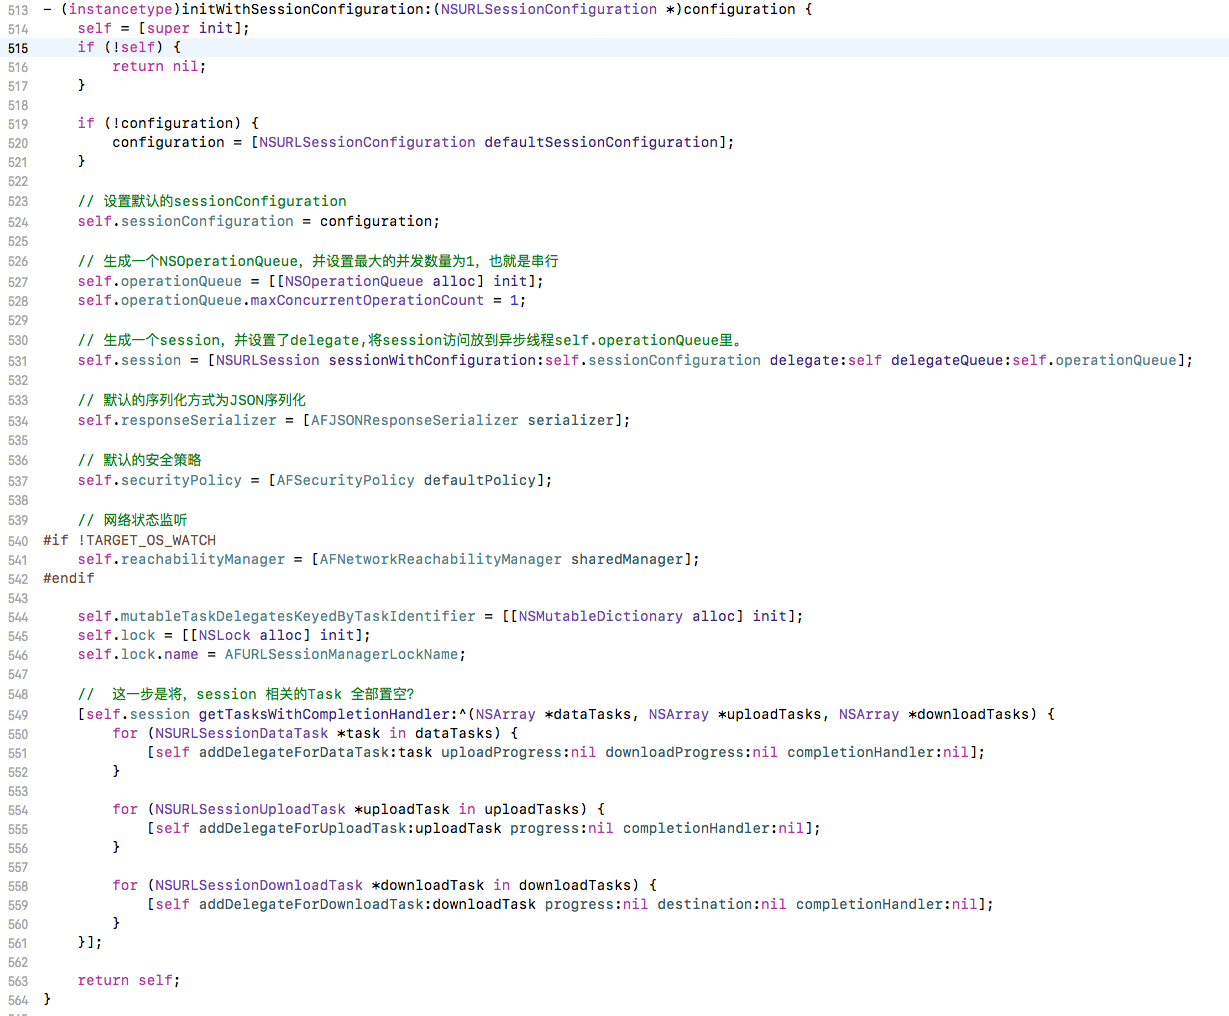 513 - (instancetype)initWithSessionConfiguration:(NSURLSessionConfiguration *)configuration {
514     self = [super init];
515     if (!self) {
516         return nil;
517     }
518
519     if (!configuration) {
520         configuration = [NSURLSessionConfiguration defaultSessionConfiguration];
521     }
522
523     // 设置默认的sessionConfiguration
524     self.sessionConfiguration = configuration;
525
526     // 生成一个NSOperationQueue，并设置最大的并发数量为1，也就是串行
527     self.operationQueue = [[NSOperationQueue alloc] init];
528     self.operationQueue.maxConcurrentOperationCount = 1;
529
530     // 生成一个session，并设置了delegate,将session访问放到异步线程self.operationQueue里。
531     self.session = [NSURLSession sessionWithConfiguration:self.sessionConfiguration delegate:self delegateQueue:self.operationQueue];
532
533     // 默认的序列化方式为JSON序列化
534     self.responseSerializer = [AFJSONResponseSerializer serializer];
535
536     // 默认的安全策略
537     self.securityPolicy = [AFSecurityPolicy defaultPolicy];
538
539     // 网络状态监听
540 #if !TARGET_OS_WATCH
541     self.reachabilityManager = [AFNetworkReachabilityManager sharedManager];
542 #endif
543
544     self.mutableTaskDelegatesKeyedByTaskIdentifier = [[NSMutableDictionary alloc] init];
545     self.lock = [[NSLock alloc] init];
546     self.lock.name = AFURLSessionManagerLockName;
547
548     //  这一步是将，session 相关的Task 全部置空?
549     [self.session getTasksWithCompletionHandler:^(NSArray *dataTasks, NSArray *uploadTasks, NSArray *downloadTasks) {
550         for (NSURLSessionDataTask *task in dataTasks) {
551             [self addDelegateForDataTask:task uploadProgress:nil downloadProgress:nil completionHandler:nil];
552         }
553
554         for (NSURLSessionUploadTask *uploadTask in uploadTasks) {
555             [self addDelegateForUploadTask:uploadTask progress:nil completionHandler:nil];
556         }
557
558         for (NSURLSessionDownloadTask *downloadTask in downloadTasks) {
559             [self addDelegateForDownloadTask:downloadTask progress:nil destination:nil completionHandler:nil];
560         }
561     }];
562
563     return self;
564 }